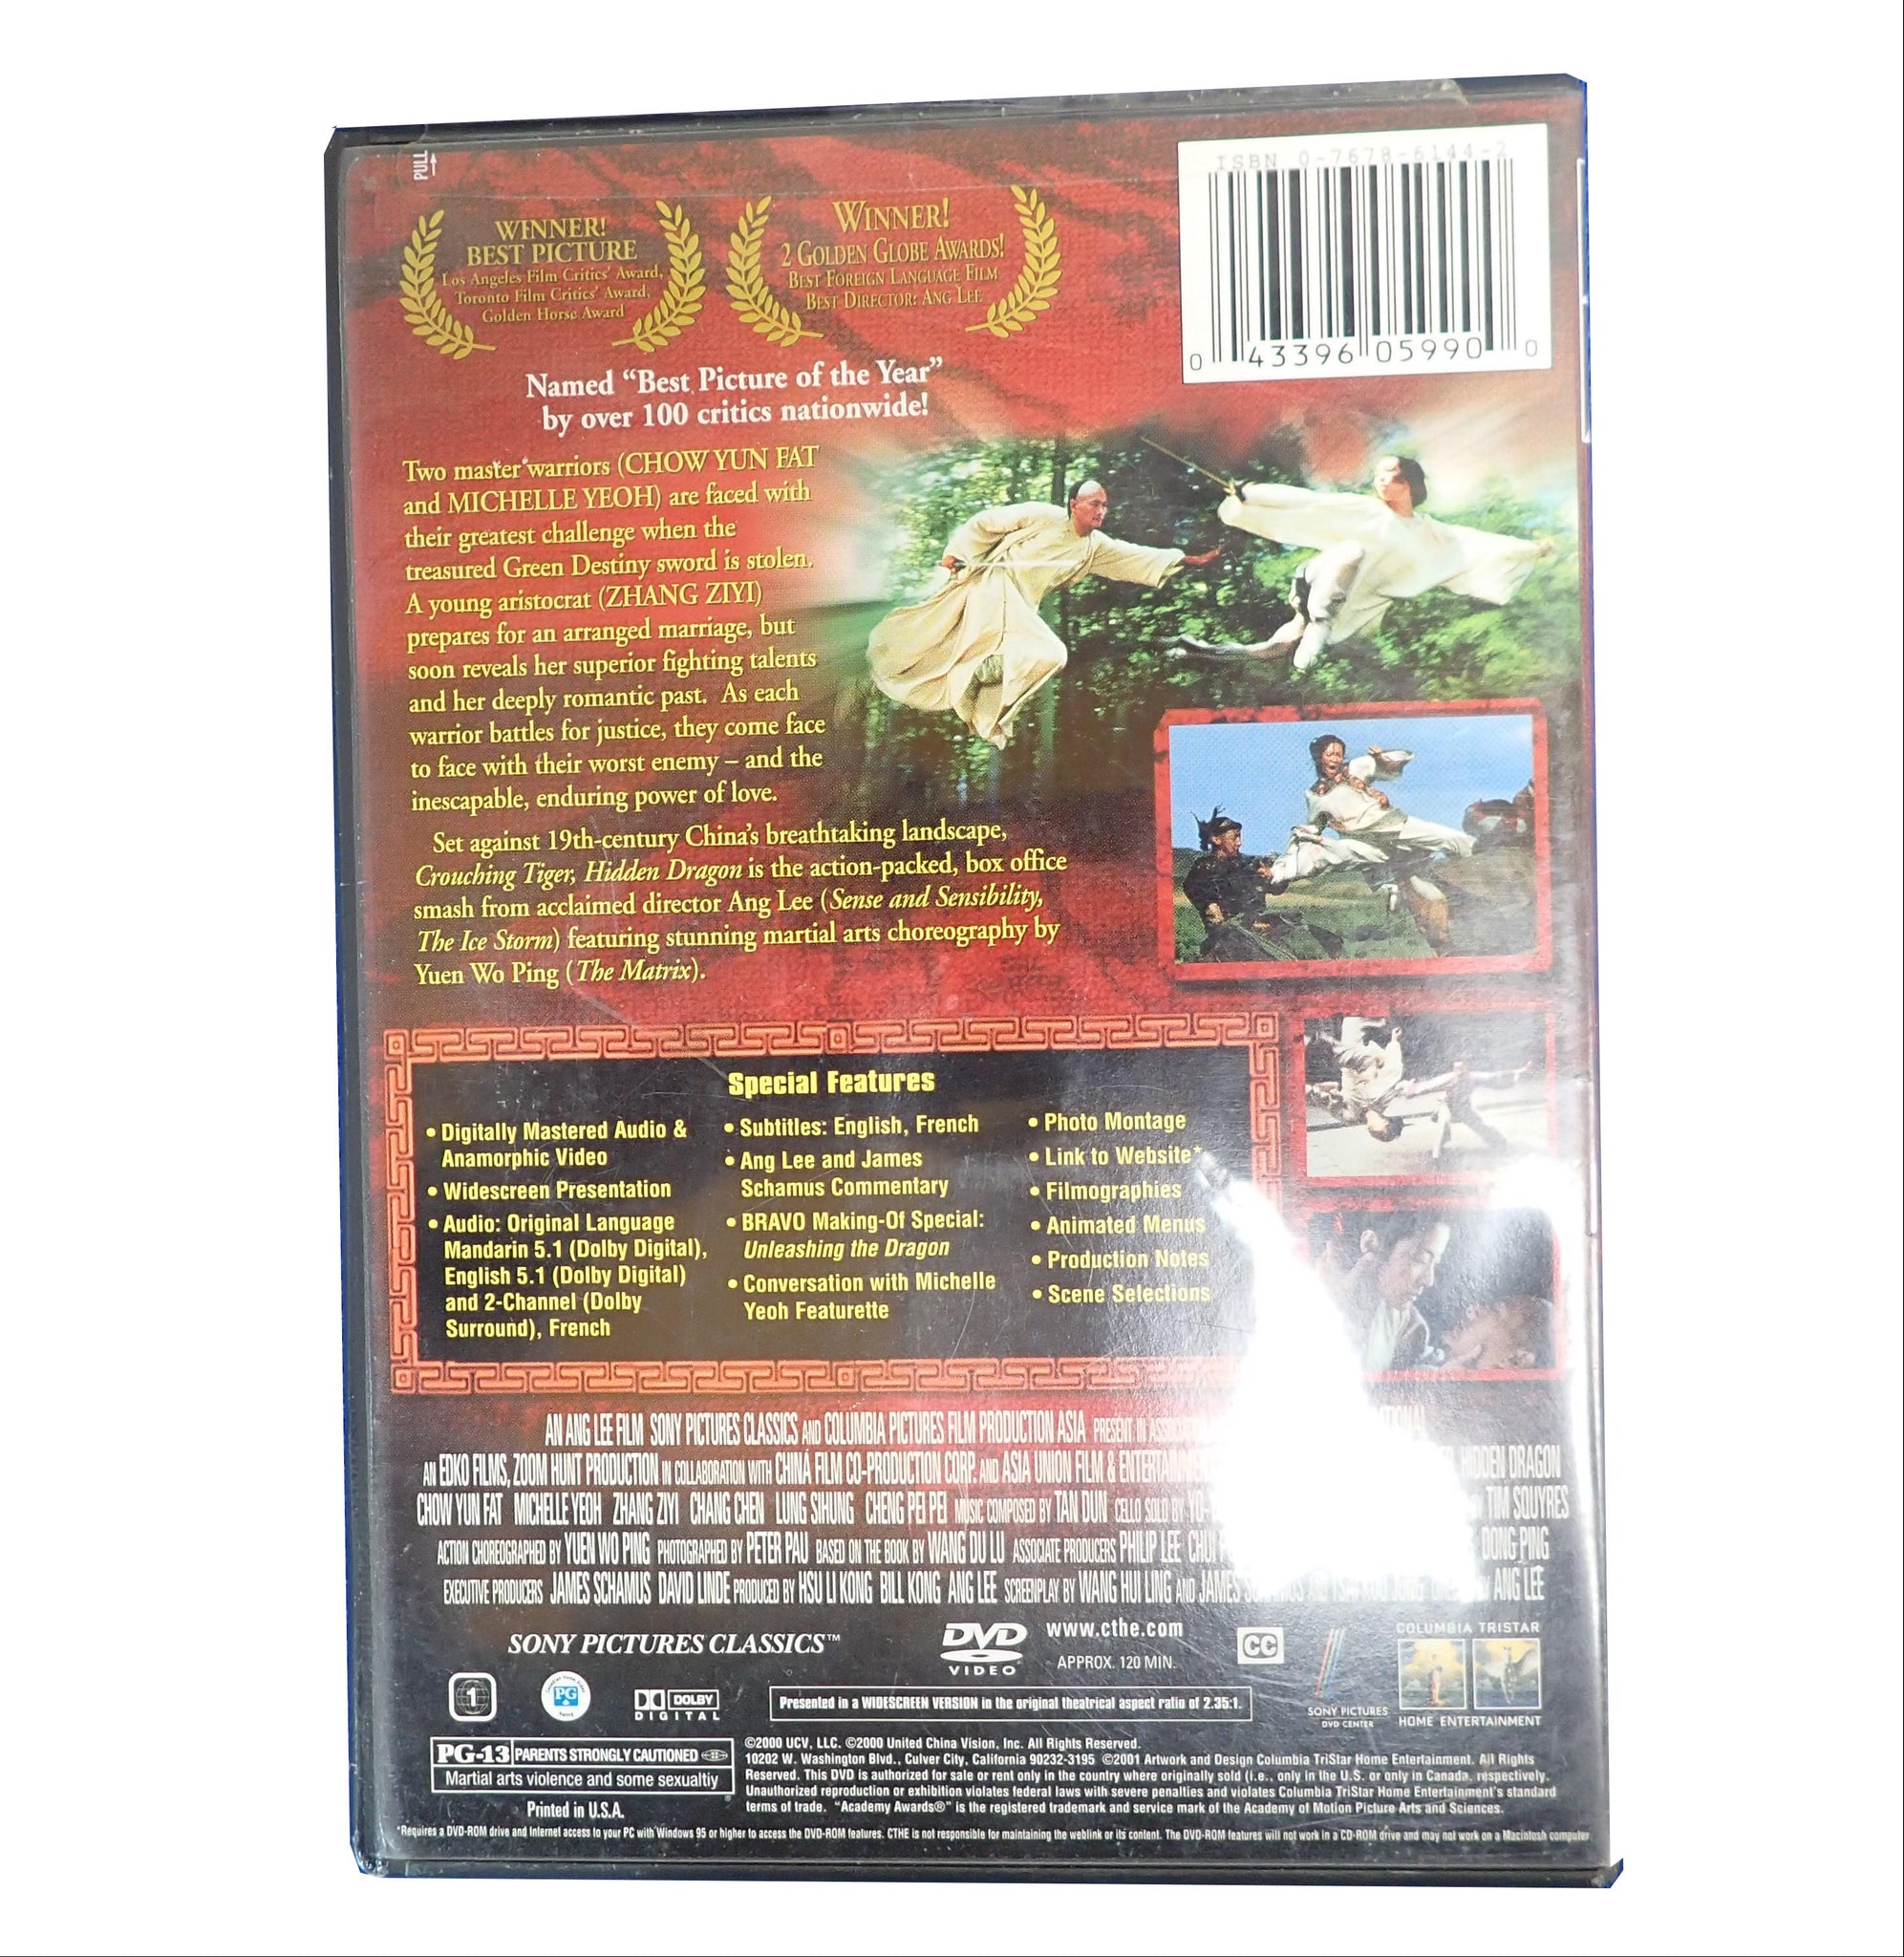 PULL
WINNER!
BEST PICTURE
Los Angeles Film Critics' Award,
Toronto Film Critics' Award,
Golden Horse Award
WINNER!
2 GOLDEN GLOBE AWARDS!
BEST FOREIGN LANGUAGE FILM
BEST DIRECTOR: ANG LEE
ISBN 0-7678-6144-2
0 43396 05990 0
Named “Best Picture of the Year”
by over 100 critics nationwide!
Two master warriors (CHOW YUN FAT
and MICHELLE YEOH) are faced with
their greatest challenge when the
treasured Green Destiny sword is stolen.
A young aristocrat (ZHANG ZIYI)
prepares for an arranged marriage, but
soon reveals her superior fighting talents
and her deeply romantic past. As each
warrior battles for justice, they come face
to face with their worst enemy – and the
inescapable, enduring power of love.
Set against 19th-century China's breathtaking landscape,
Crouching Tiger, Hidden Dragon is the action-packed, box office
smash from acclaimed director Ang Lee (Sense and Sensibility,
The Ice Storm) featuring stunning martial arts choreography by
Yuen Wo Ping (The Matrix).
Special Features
• Digitally Mastered Audio &
Anamorphic Video
• Widescreen Presentation
• Audio: Original Language
Mandarin 5.1 (Dolby Digital),
English 5.1 (Dolby Digital)
and 2-Channel (Dolby
Surround), French
• Subtitles: English, French
• Ang Lee and James
Schamus Commentary
• BRAVO Making-Of Special:
Unleashing the Dragon
• Conversation with Michelle
Yeoh Featurette
• Photo Montage
• Link to Website*
• Filmographies
• Animated Menus
• Production Notes
• Scene Selections
AN ANG LEE FILM SONY PICTURES CLASSICS AND COLUMBIA PICTURES FILM PRODUCTION ASIA PRESENT IN
AN EDKO FILMS, ZOOM HUNT PRODUCTION IN COLLABORATION WITH CHINA FILM CO-PRODUCTION CORP. AND ASIA UNION FILM & HIDDEN DRAGON
CHOW YUN FAT MICHELLE YEOH ZHANG ZIYI CHANG CHEN LUNG SIHUNG CHENG PEI PEI MUSIC COMPOSED BY TAN DUN CELLO SOLO BY TIM SQUYRES
ACTION CHOREOGRAPHED BY YUEN WO PING PHOTOGRAPHED BY PETER PAU BASED ON THE BOOK BY WANG DU LU ASSOCIATE PRODUCERS PHILIP LEE DONG PING
EXECUTIVE PRODUCERS JAMES SCHAMUS DAVID LINDE PRODUCED BY HSU LI KONG BILL KONG ANG LEE SCREENPLAY BY WANG HUI LING AND JAMES ANG LEE
SONY PICTURES CLASSICS™
DVD
VIDEO
www.cthe.com
APPROX. 120 MIN.
CC
SONY PICTURES
DVD CENTER
COLUMBIA TRISTAR
HOME ENTERTAINMENT
1
PG
DOLBY
DIGITAL
Presented in a WIDESCREEN VERSION in the original theatrical aspect ratio of 2.35:1.
PG-13 PARENTS STRONGLY CAUTIONED
Martial arts violence and some sexualtiy
Printed in U.S.A.
©2000 UCV, LLC. ©2000 United China Vision, Inc. All Rights Reserved.
10202 W. Washington Blvd., Culver City, California 90232-3195 ©2001 Artwork and Design Columbia TriStar Home Entertainment. All Rights
Reserved. This DVD is authorized for sale or rent only in the country where originally sold (i.e., only in the U.S. or only in Canada, respectively.
Unauthorized reproduction or exhibition violates federal laws with severe penalties and violates Columbia TriStar Home Entertainment's standard
terms of trade. “Academy Awards®” is the registered trademark and service mark of the Academy of Motion Picture Arts and Sciences.
*Requires a DVD-ROM drive and Internet access to your PC with Windows 95 or higher to access the DVD-ROM features. CTHE is not responsible for maintaining the weblink or its content. The DVD-ROM features will not work in a CD-ROM drive and may not work on a Macintosh computer